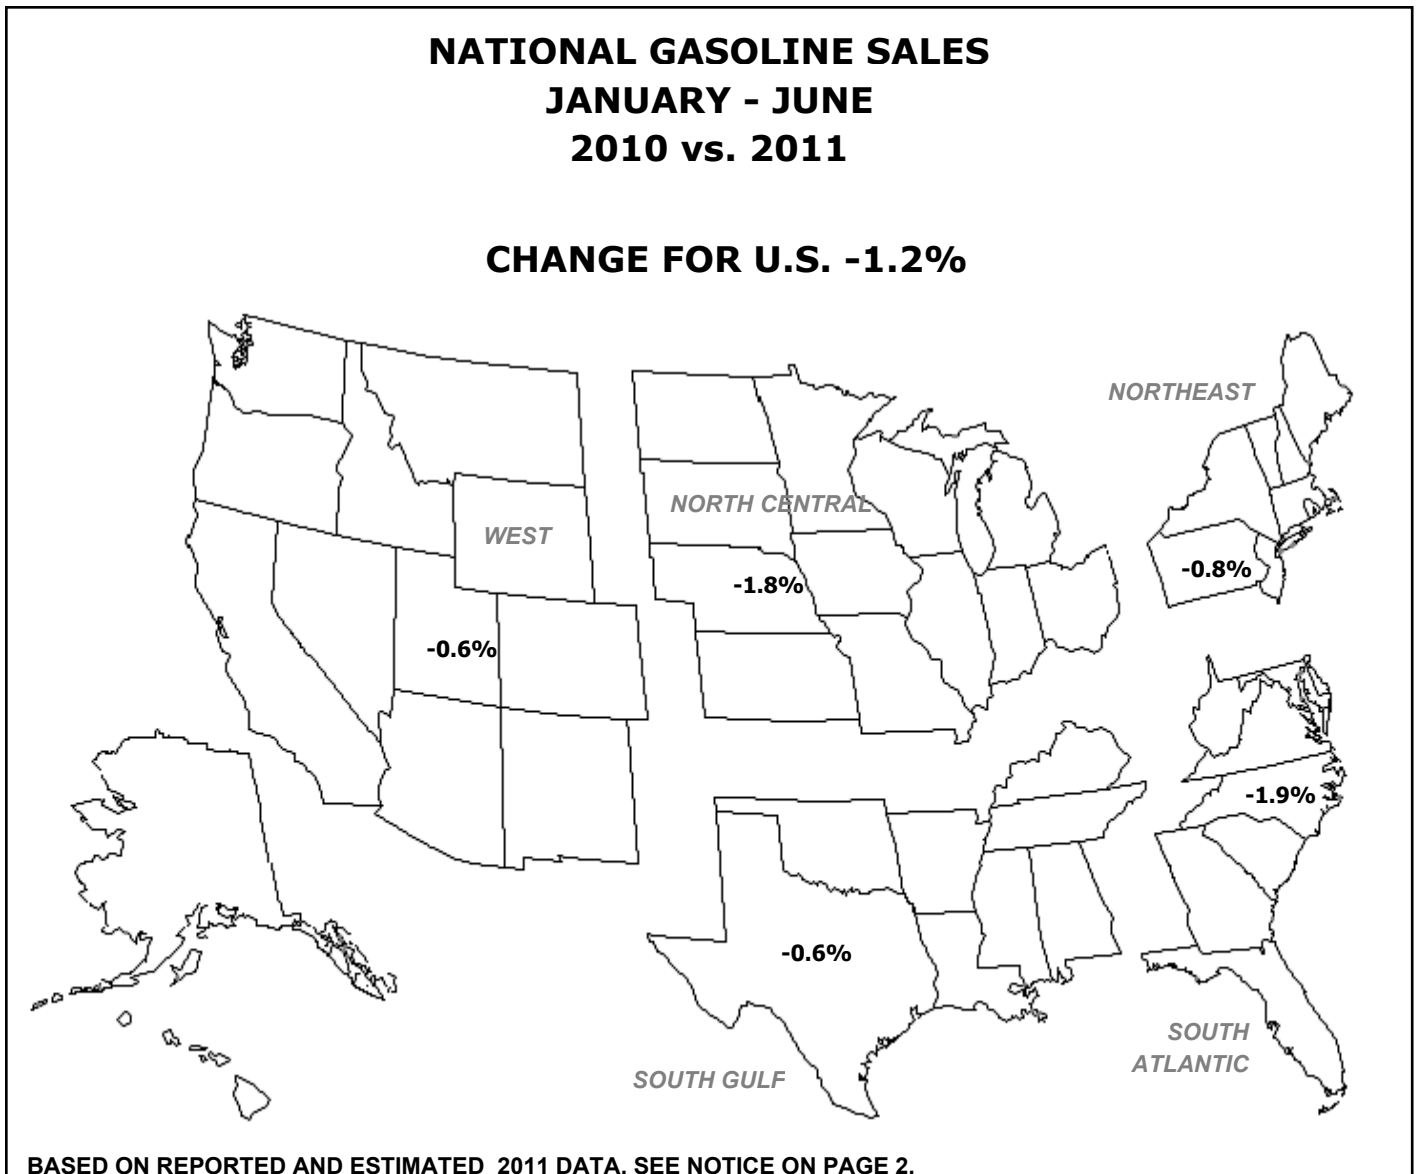 NATIONAL GASOLINE SALES
JANUARY - JUNE
2010 vs. 2011
CHANGE FOR U.S. -1.2%
NORTHEAST
NORTH CENTRAL
WEST
-0.8%
-1.8%
-0.6%
-1.9%
-0.6%
SOUTH
ATLANTIC
SOUTH GULF
BASED ON REPORTED AND ESTIMATED  2011 DATA. SEE NOTICE ON PAGE 2.